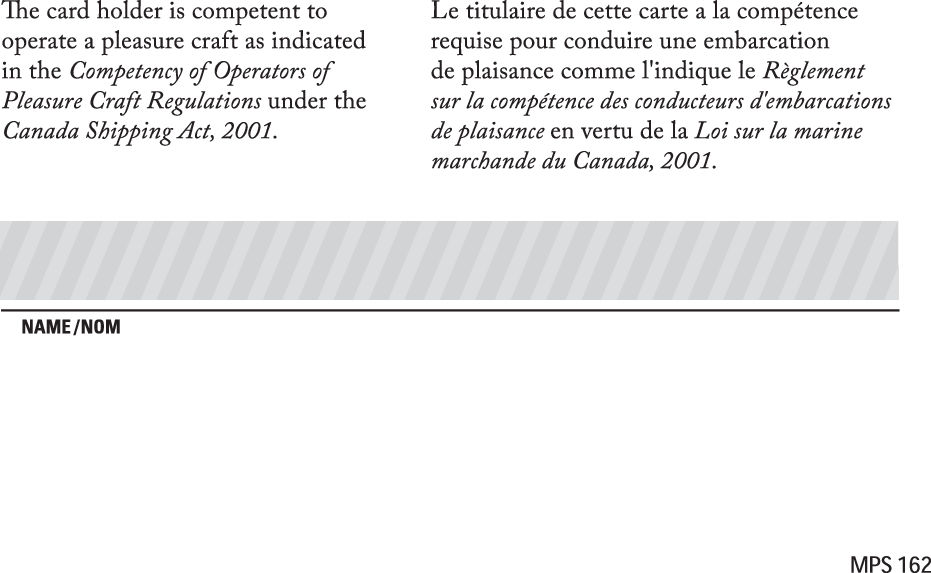 The card holder is competent to
operate a pleasure craft as indicated
in the Competency of Operators of
Pleasure Craft Regulations under the
Canada Shipping Act, 2001.
Le titulaire de cette carte a la compétence
requise pour conduire une embarcation
de plaisance comme l'indique le Règlement
sur la compétence des conducteurs d'embarcations
de plaisance en vertu de la Loi sur la marine
marchande du Canada, 2001.
NAME/NOM
MPS 162